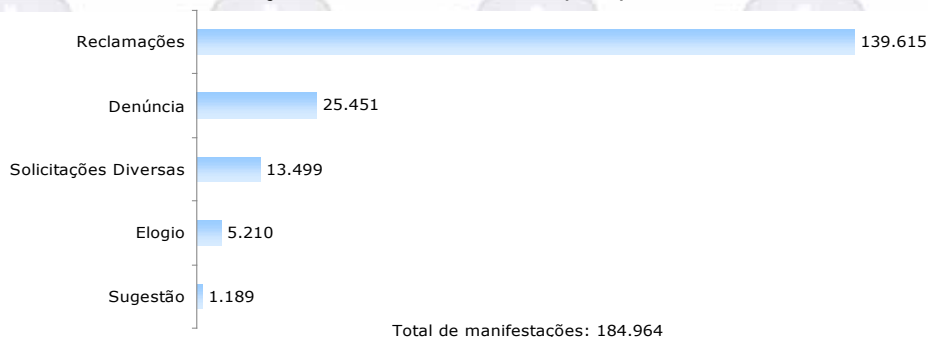 Reclamações 139.615
Denúncia 25.451
Solicitações Diversas 13.499
Elogio 5.210
Sugestão 1.189
Total de manifestações: 184.964